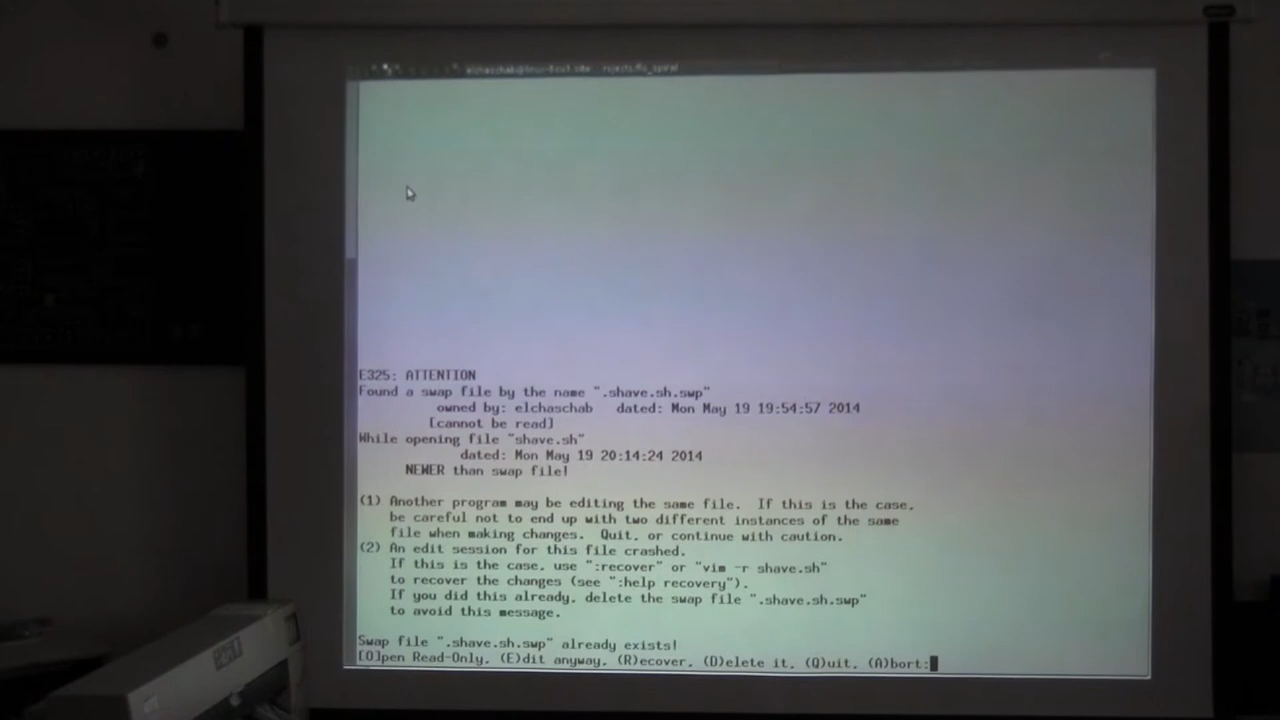 E325: ATTENTION
Found a swap file by the name ".shave.sh.swp"
owned by: elchaschab   dated: Mon May 19 19:54:57 2014
[cannot be read]
While opening file "shave.sh"
dated: Mon May 19 20:14:24 2014
NEWER than swap file!
(1) Another program may be editing the same file.  If this is the case,
be careful not to end up with two different instances of the same
file when making changes.  Quit, or continue with caution.
(2) An edit session for this file crashed.
If this is the case, use ":recover" or "vim -r shave.sh"
to recover the changes (see ":help recovery").
If you did this already, delete the swap file ".shave.sh.swp"
to avoid this message.
Swap file ".shave.sh.swp" already exists!
[O]pen Read-Only, (E)dit anyway, (R)ecover, (D)elete it, (Q)uit, (A)bort: